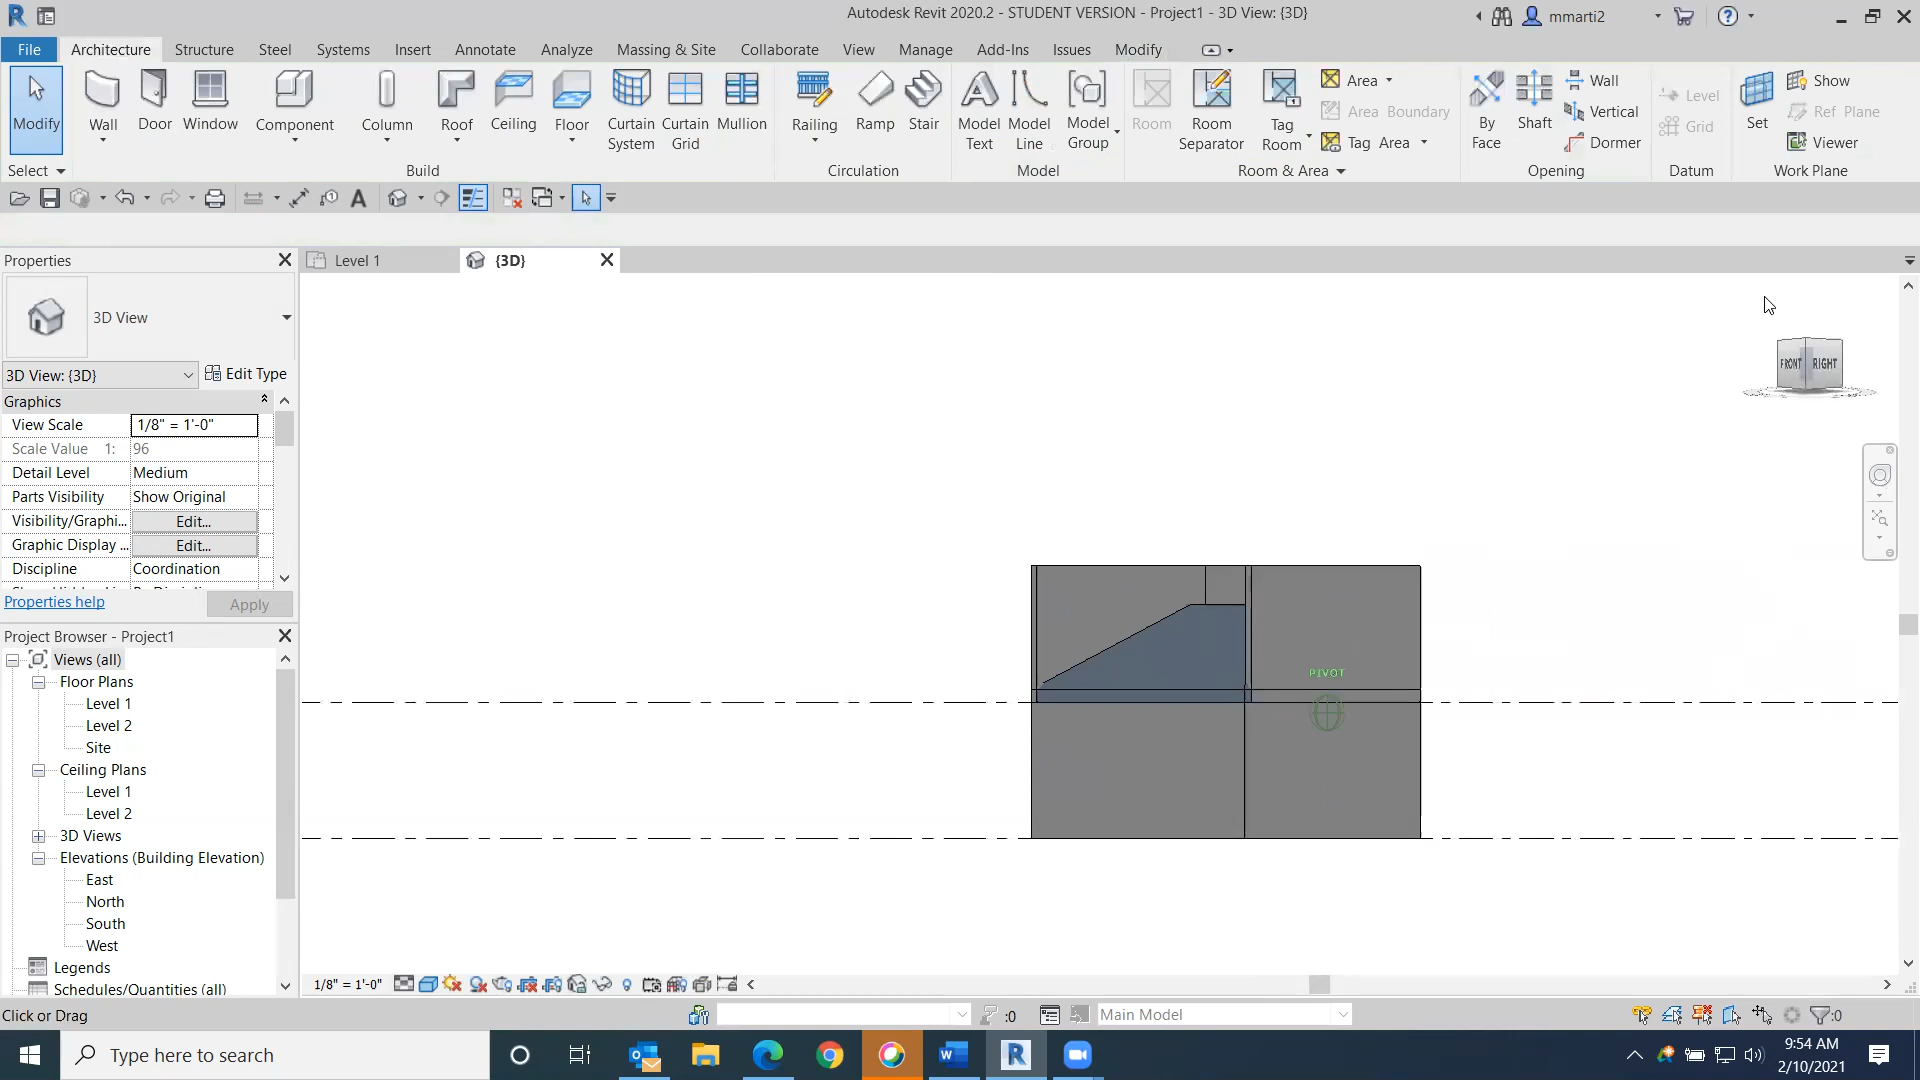 Autodesk Revit 2020.2 - STUDENT VERSION - Project1 - 3D View: {3D}
mmarti2
File Architecture Structure Steel Systems Insert Annotate Analyze Massing & Site Collaborate View Manage Add-Ins Issues Modify
Modify Wall Door Window Component Column Roof Ceiling Floor Curtain System Curtain Grid Mullion Railing Ramp Stair Model Text Model Line Model Group Room Room Separator Tag Room
Area
Area Boundary
Tag Area
By Face Shaft
Wall
Vertical
Dormer
Level
Grid
Set
Show
Ref Plane
Viewer
Select Build Circulation Model Room & Area Opening Datum Work Plane
Properties
Level 1
{3D}
3D View
3D View: {3D} Edit Type
Graphics
View Scale 1/8" = 1'-0"
Scale Value 1: 96
Detail Level Medium
Parts Visibility Show Original
Visibility/Graphi... Edit...
Graphic Display ... Edit...
Discipline Coordination
Properties help Apply
Project Browser - Project1
Views (all)
Floor Plans
Level 1
Level 2
Site
Ceiling Plans
Level 1
Level 2
3D Views
Elevations (Building Elevation)
East
North
South
West
Legends
Schedules/Quantities (all)
FRONT RIGHT
PIVOT
1/8" = 1'-0"
Click or Drag
:0
Main Model
:0
Type here to search
9:54 AM
2/10/2021